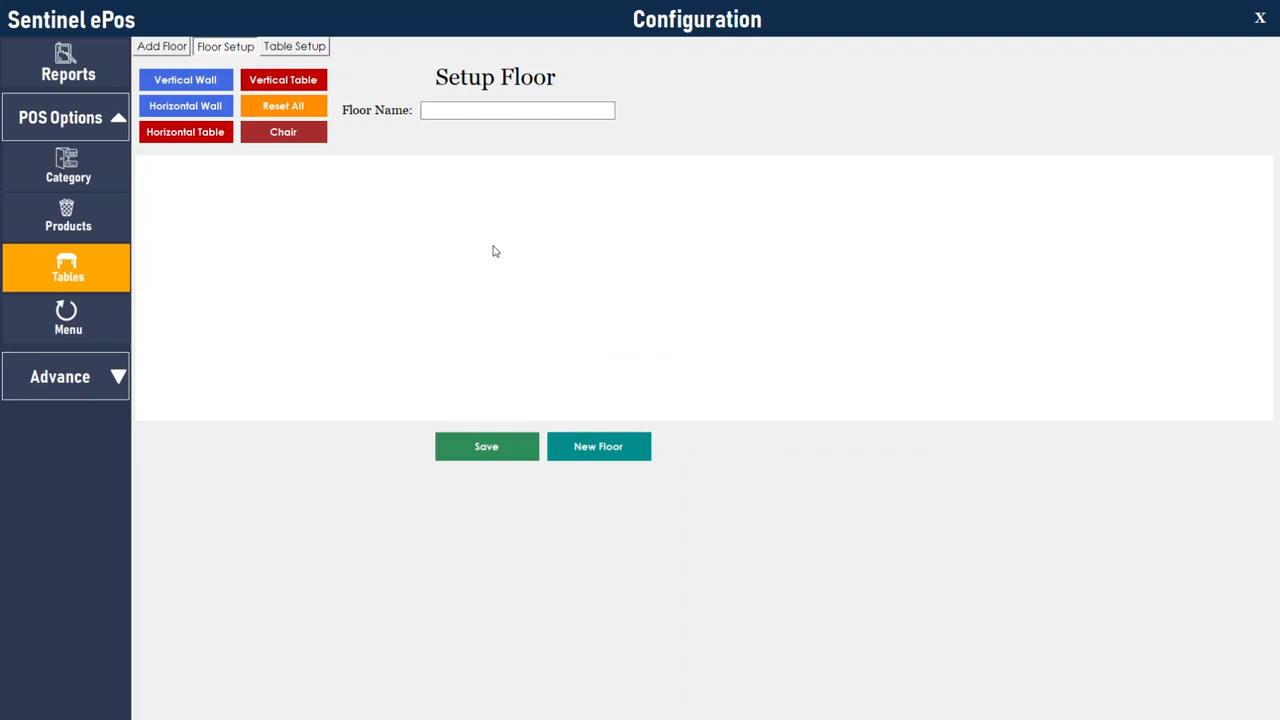 Sentinel ePos
Configuration
X
Reports
POS Options
Category
Products
Tables
Menu
Advance
Add Floor
Floor Setup
Table Setup
Vertical Wall
Vertical Table
Horizontal Wall
Reset All
Horizontal Table
Chair
Setup Floor
Floor Name:
Save
New Floor